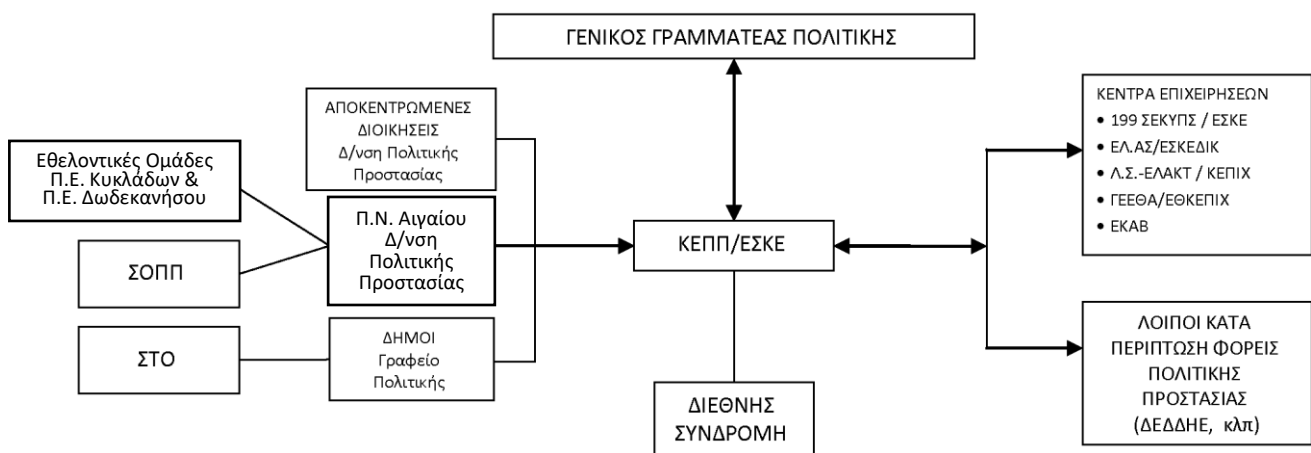 ΓΕΝΙΚΟΣ ΓΡΑΜΜΑΤΕΑΣ ΠΟΛΙΤΙΚΗΣ
ΑΠΟΚΕΝΤΡΩΜΕΝΕΣ
ΔΙΟΙΚΗΣΕΙΣ
Δ/νση Πολιτικής
Προστασίας
Εθελοντικές Ομάδες
Π.Ε. Κυκλάδων &
Π.Ε. Δωδεκανήσου
Π.Ν. Αιγαίου
Δ/νση
Πολιτικής
Προστασίας
ΣΟΠΠ
ΣΤΟ
ΔΗΜΟΙ
Γραφείο
Πολιτικής
ΚΕΠΠ/ΕΣΚΕ
ΔΙΕΘΝΗΣ
ΣΥΝΔΡΟΜΗ
ΚΕΝΤΡΑ ΕΠΙΧΕΙΡΗΣΕΩΝ
• 199 ΣΕΚΥΠΣ / ΕΣΚΕ
• ΕΛ.ΑΣ/ΕΣΚΕΔΙΚ
• Λ.Σ.-ΕΛΑΚΤ / ΚΕΠΙΧ
• ΓΕΕΘΑ/ΕΘΚΕΠΙΧ
• ΕΚΑΒ
ΛΟΙΠΟΙ ΚΑΤΑ
ΠΕΡΙΠΤΩΣΗ ΦΟΡΕΙΣ
ΠΟΛΙΤΙΚΗΣ
ΠΡΟΣΤΑΣΙΑΣ
(ΔΕΔΔΗΕ, κλπ)